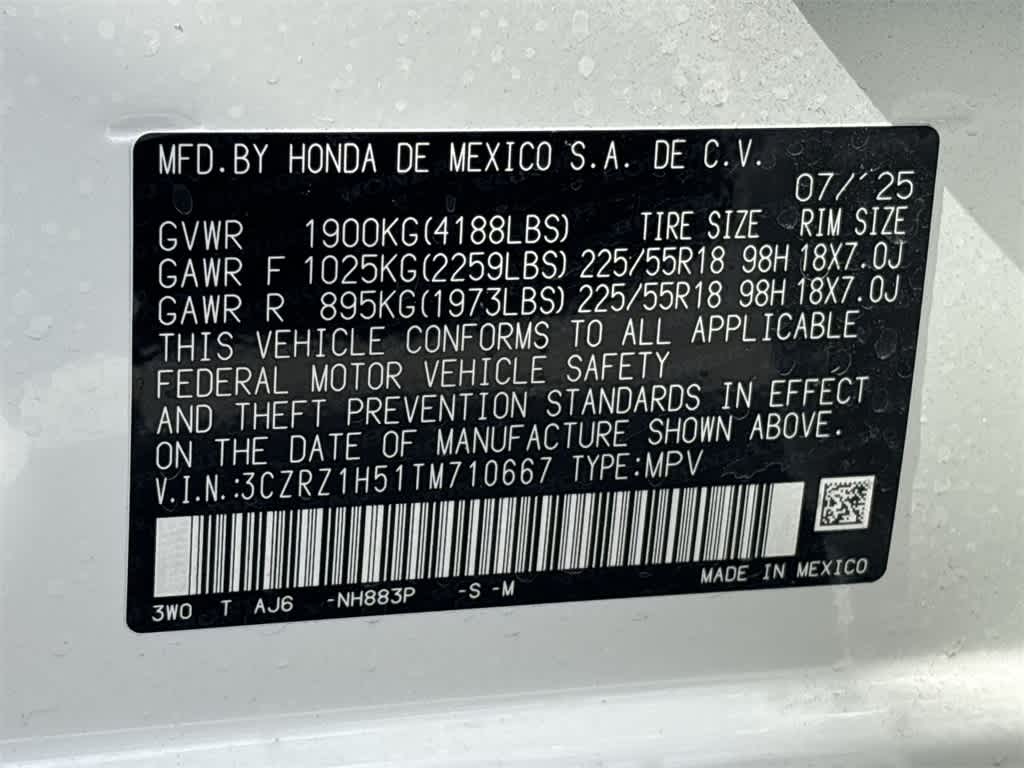 MFD.BY HONDA DE MEXICO S.A. DE C.V.
07/´25
GVWR 1900KG(4188LBS) TIRE SIZE RIM SIZE
GAWR F 1025KG(2259LBS) 225/55R18 98H 18X7.0J
GAWR R 895KG(1973LBS) 225/55R18 98H 18X7.0J
THIS VEHICLE CONFORMS TO ALL APPLICABLE
FEDERAL MOTOR VEHICLE SAFETY
AND THEFT PREVENTION STANDARDS IN EFFECT
ON THE DATE OF MANUFACTURE SHOWN ABOVE.
V.I.N.:3CZRZ1H51TM710667 TYPE:MPV
MADE IN MEXICO
3WO T AJ6 -NH883P -S -M